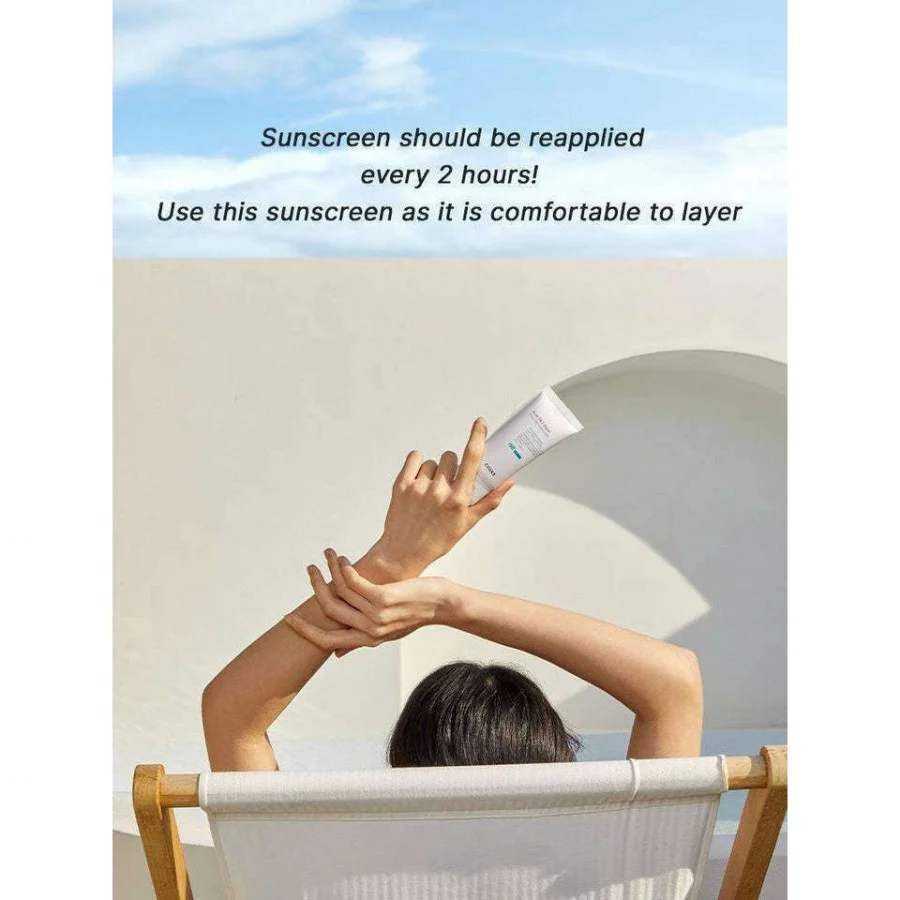 Sunscreen should be reapplied
every 2 hours!
Use this sunscreen as it is comfortable to layer